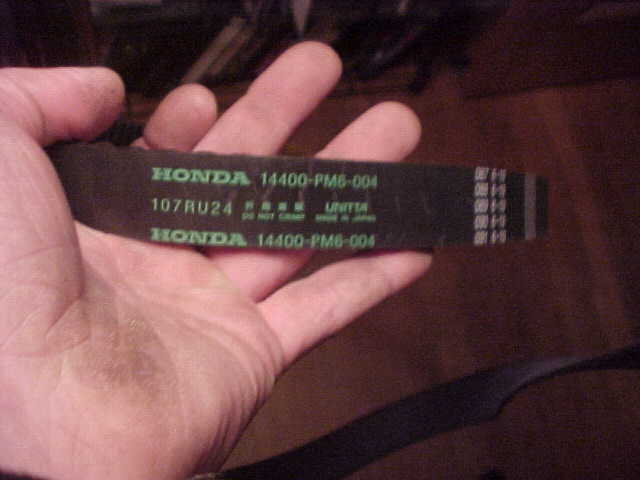 HONDA 14400-PM6-004
107RU24 UNITTA
DO NOT CRIMP MADE IN JAPAN
HONDA 14400-PM6-004